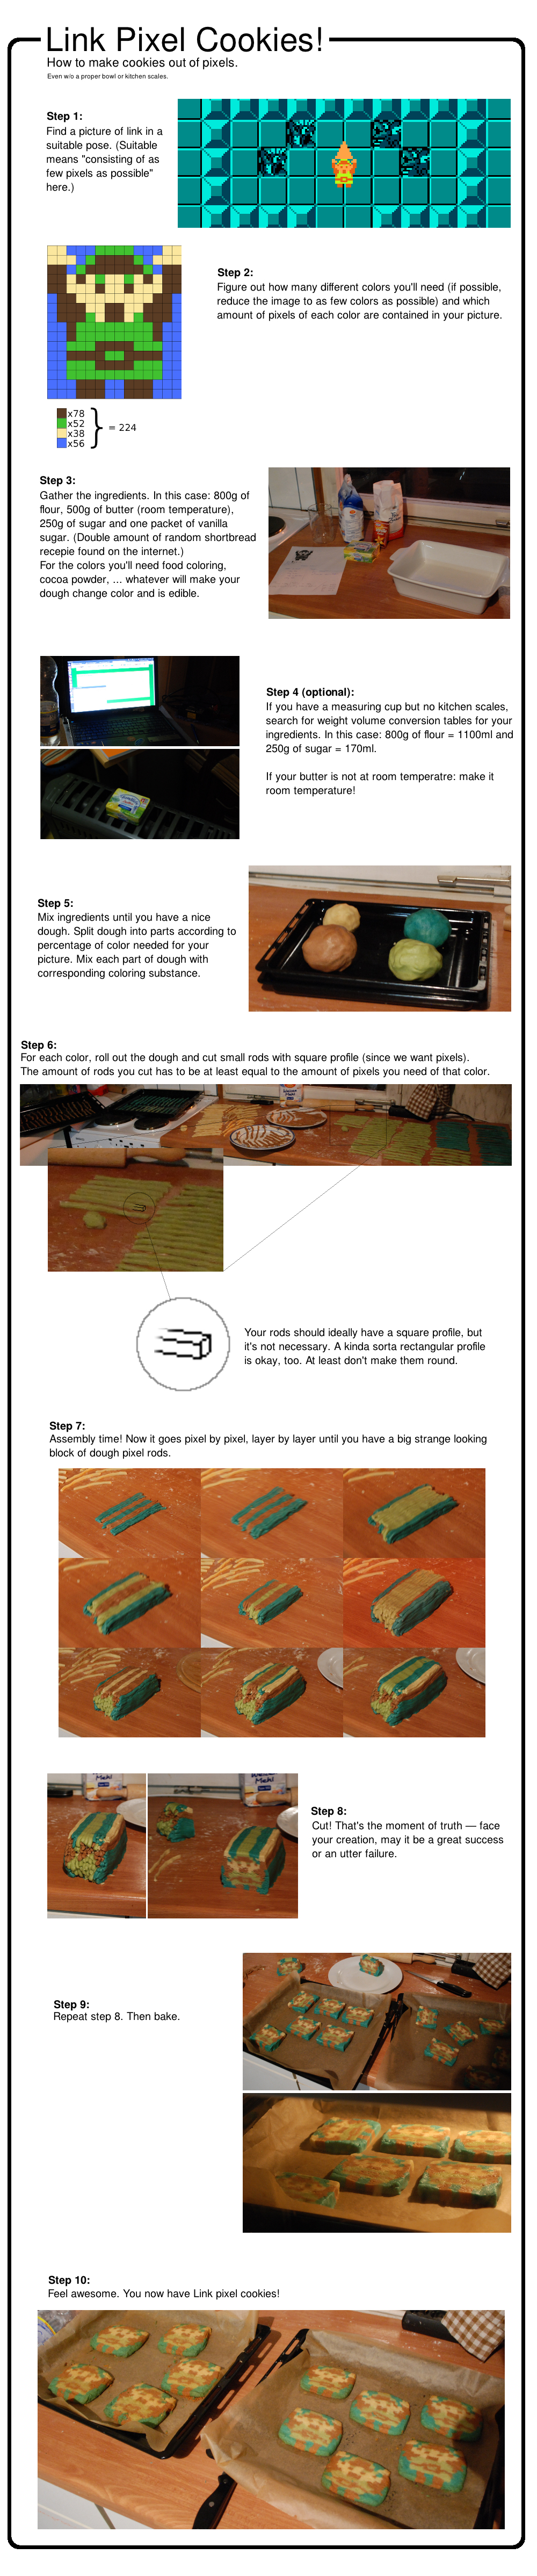 Link Pixel Cookies!
How to make cookies out of pixels.
Even w/o a proper bowl or kitchen scales.
Step 1:
Find a picture of link in a
suitable pose. (Suitable
means "consisting of as
few pixels as possible"
here.)
Step 2:
Figure out how many different colors you'll need (if possible,
reduce the image to as few colors as possible) and which
amount of pixels of each color are contained in your picture.
x78
x52
x38
x56
= 224
Step 3:
Gather the ingredients. In this case: 800g of
flour, 500g of butter (room temperature),
250g of sugar and one packet of vanilla
sugar. (Double amount of random shortbread
recepie found on the internet.)
For the colors you'll need food coloring,
cocoa powder, ... whatever will make your
dough change color and is edible.
Step 4 (optional):
If you have a measuring cup but no kitchen scales,
search for weight volume conversion tables for your
ingredients. In this case: 800g of flour = 1100ml and
250g of sugar = 170ml.
If your butter is not at room temperatre: make it
room temperature!
Step 5:
Mix ingredients until you have a nice
dough. Split dough into parts according to
percentage of color needed for your
picture. Mix each part of dough with
corresponding coloring substance.
Step 6:
For each color, roll out the dough and cut small rods with square profile (since we want pixels).
The amount of rods you cut has to be at least equal to the amount of pixels you need of that color.
Your rods should ideally have a square profile, but
it's not necessary. A kinda sorta rectangular profile
is okay, too. At least don't make them round.
Step 7:
Assembly time! Now it goes pixel by pixel, layer by layer until you have a big strange looking
block of dough pixel rods.
Mehl
Step 8:
Cut! That's the moment of truth — face
your creation, may it be a great success
or an utter failure.
Step 9:
Repeat step 8. Then bake.
Step 10:
Feel awesome. You now have Link pixel cookies!